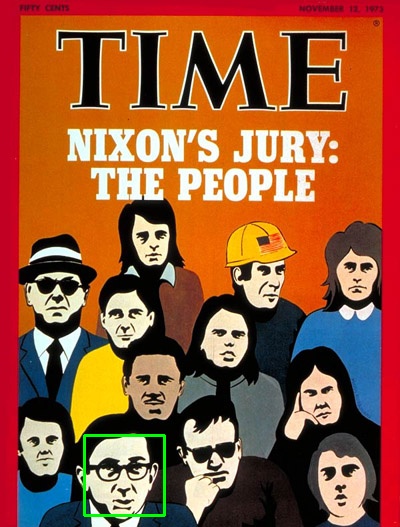 FIFTY CENTS
NOVEMBER 12, 1973
TIME
®
NIXON'S JURY:
THE PEOPLE